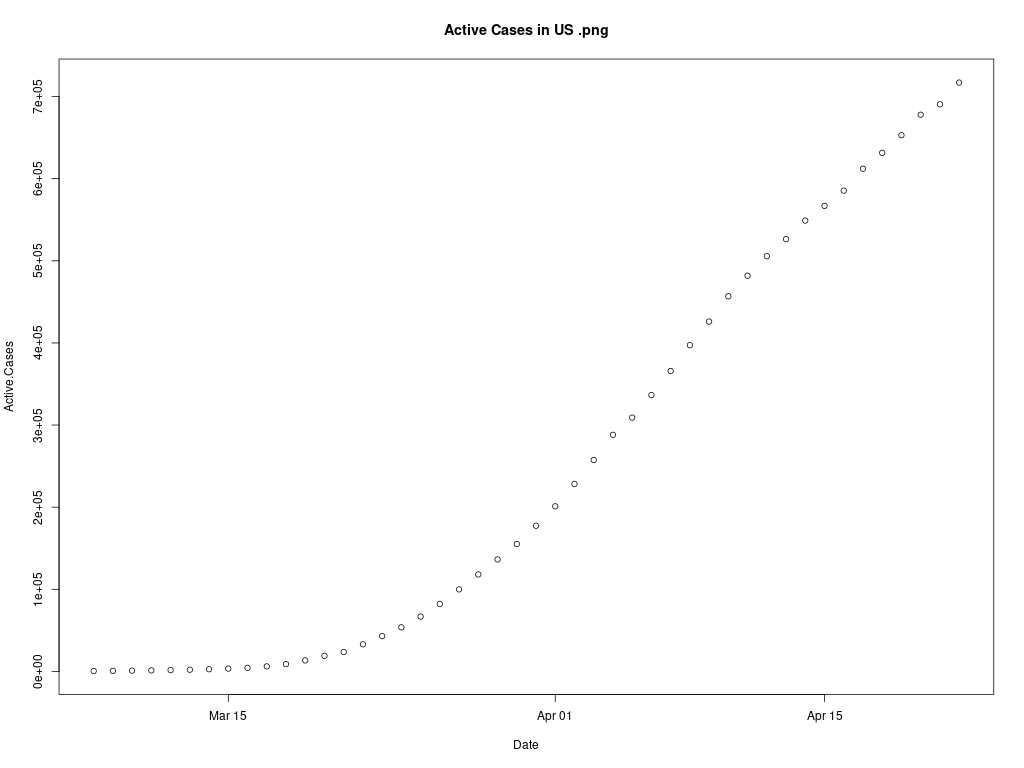 Active Cases in US .png
7e+05
6e+05
5e+05
4e+05
3e+05
2e+05
1e+05
0e+00
Active.Cases
Mar 15
Apr 01
Apr 15
Date